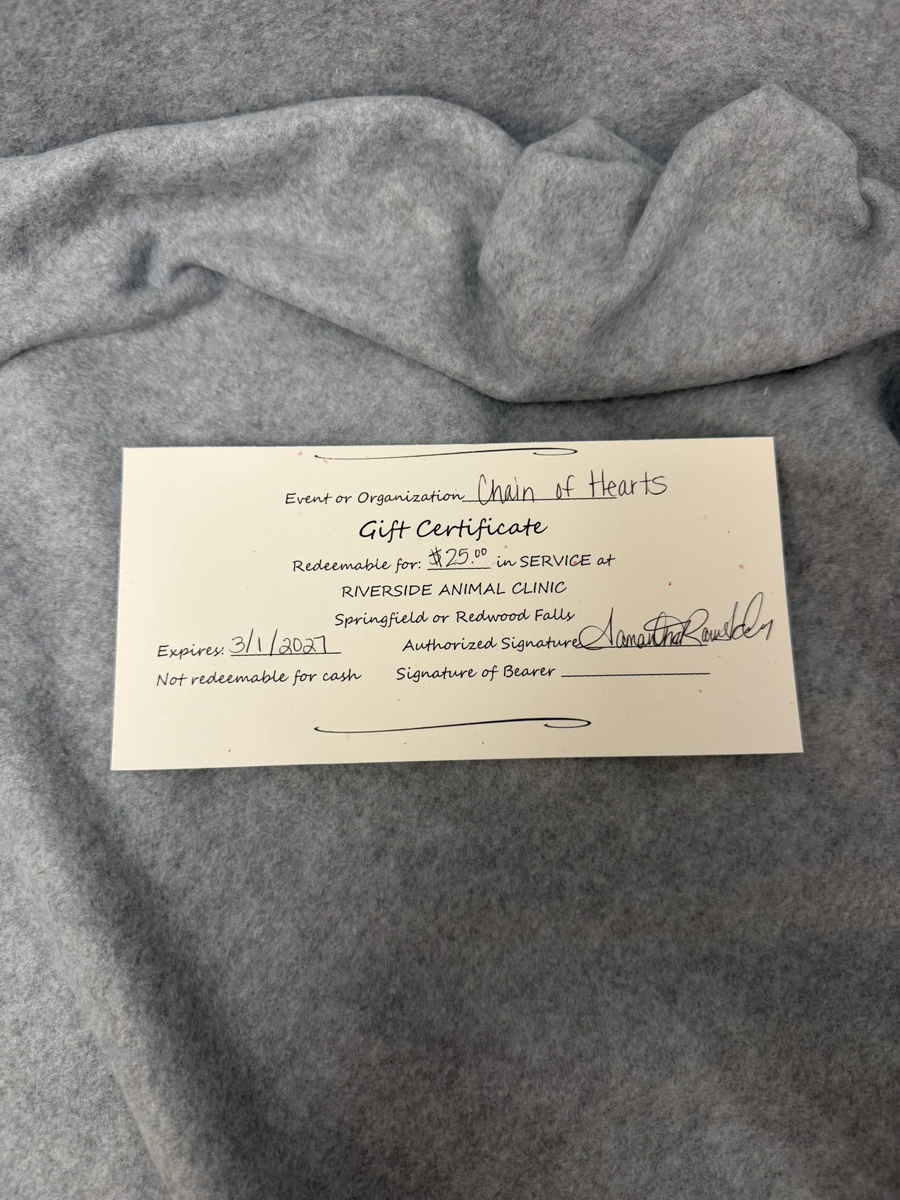 Event or Organization Chain of Hearts
Gift Certificate
Redeemable for: $25.00 in SERVICE at
RIVERSIDE ANIMAL CLINIC
Springfield or Redwood Falls
Expires: 3/1/2027 Authorized Signature Samantha
Not redeemable for cash Signature of Bearer